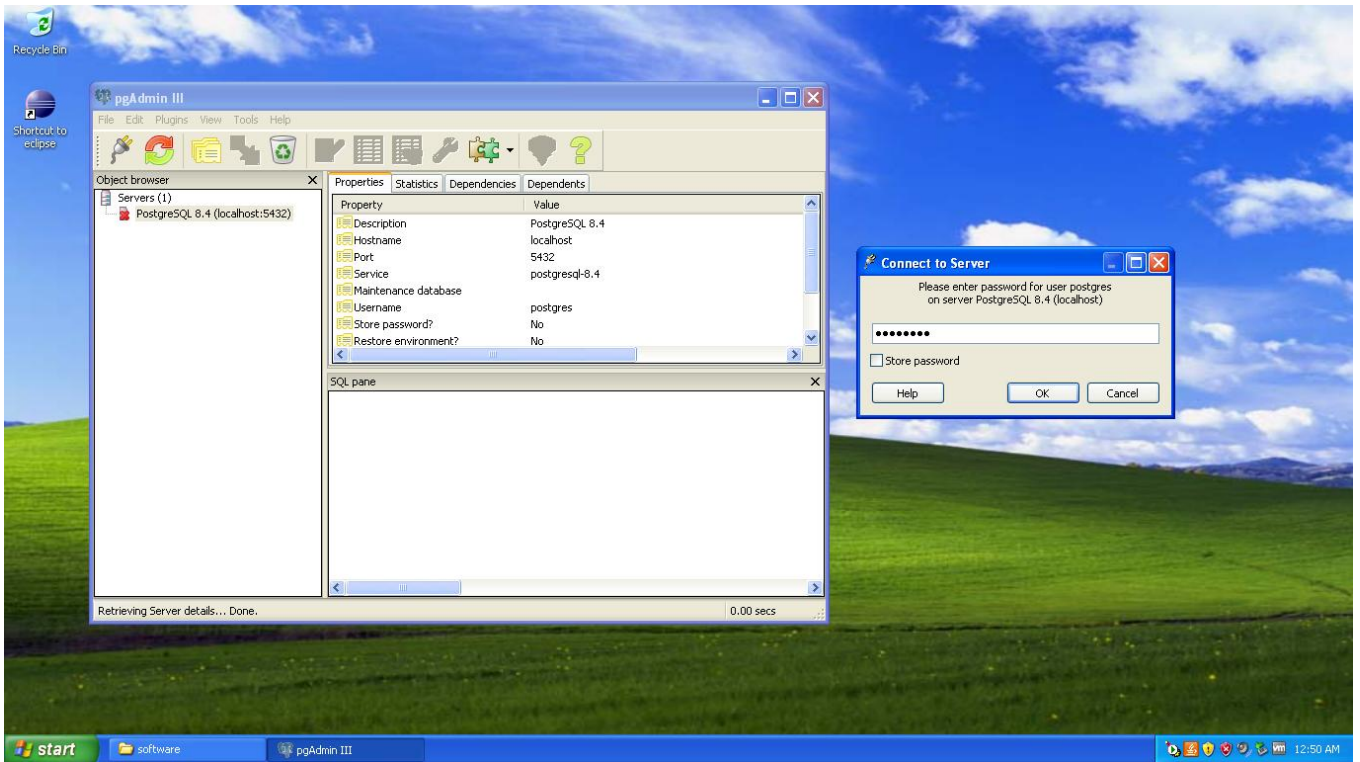 Recycle Bin
Shortcut to
eclipse
pgAdmin III
File Edit Plugins View Tools Help
Object browser
Servers (1)
PostgreSQL 8.4 (localhost:5432)
Properties Statistics Dependencies Dependents
Property Value
Description PostgreSQL 8.4
Hostname localhost
Port 5432
Service postgresql-8.4
Maintenance database
Username postgres
Store password? No
Restore environment? No
SQL pane
Retrieving Server details... Done. 0.00 secs
Connect to Server
Please enter password for user postgres
on server PostgreSQL 8.4 (localhost)
••••••••
Store password
Help OK Cancel
start software pgAdmin III 12:50 AM